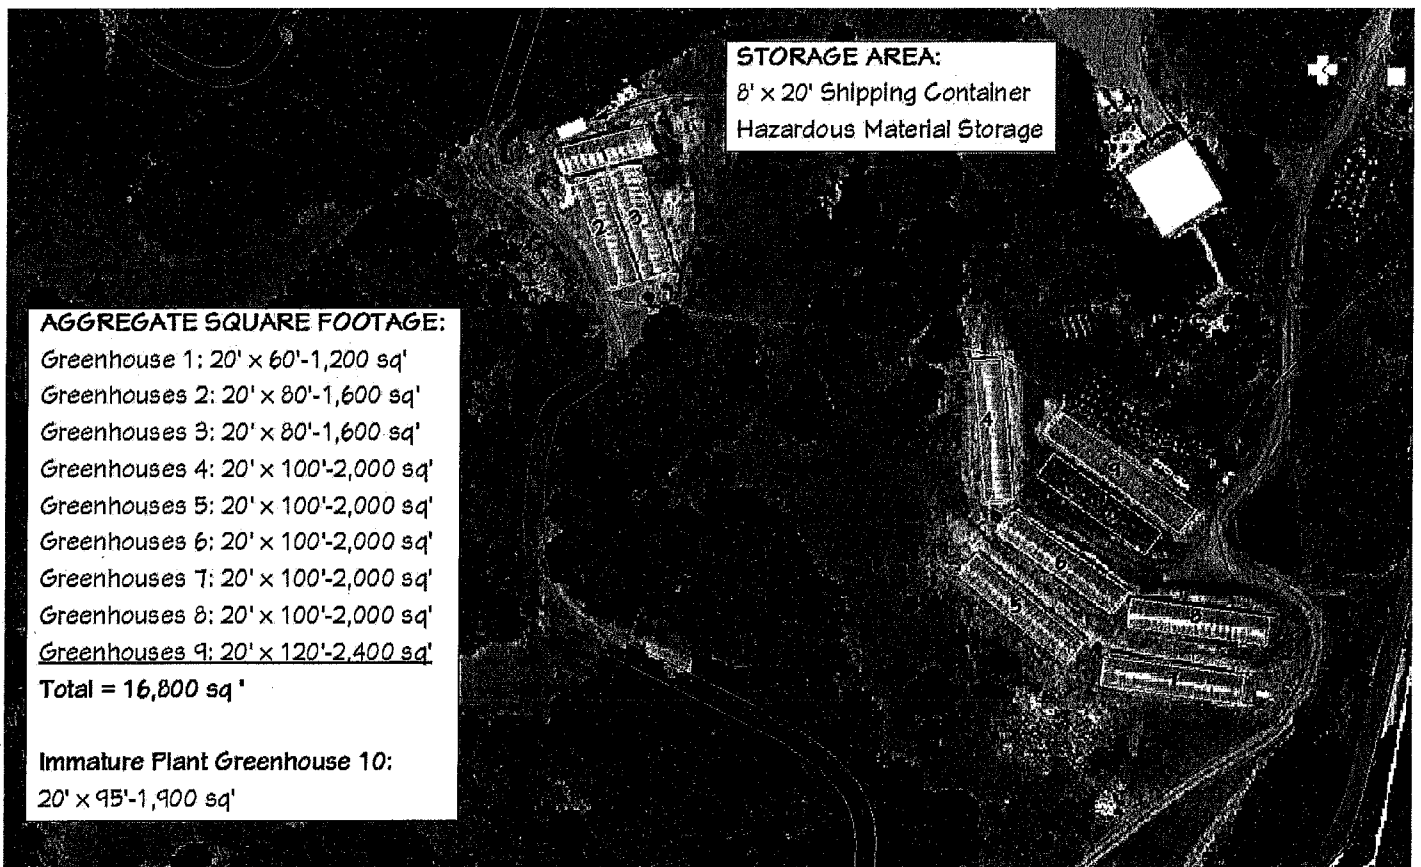 STORAGE AREA:
8' x 20' Shipping Container
Hazardous Material Storage
AGGREGATE SQUARE FOOTAGE:
Greenhouse 1: 20' x 60'-1,200 sq'
Greenhouses 2: 20' x 80'-1,600 sq'
Greenhouses 3: 20' x 80'-1,600 sq'
Greenhouses 4: 20' x 100'-2,000 sq'
Greenhouses 5: 20' x 100'-2,000 sq'
Greenhouses 6: 20' x 100'-2,000 sq'
Greenhouses 7: 20' x 100'-2,000 sq'
Greenhouses 8: 20' x 100'-2,000 sq'
Greenhouses 9: 20' x 120'-2,400 sq'
Total = 16,800 sq '
Immature Plant Greenhouse 10:
20' x 95'-1,900 sq'
2
3
4
9
6
5
8
7